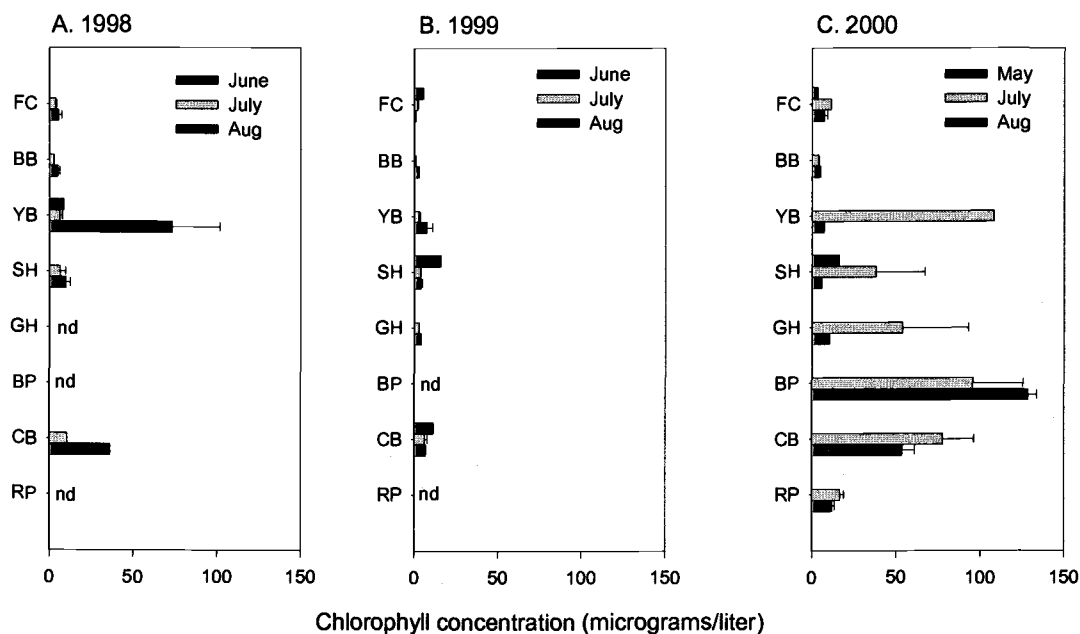 A. 1998
June
July
Aug
FC
BB
YB
SH
GH
nd
BP
nd
CB
RP
nd
0
50
100
150
B. 1999
June
July
Aug
FC
BB
YB
SH
GH
BP
nd
CB
RP
nd
0
50
100
150
C. 2000
May
July
Aug
FC
BB
YB
SH
GH
BP
CB
RP
0
50
100
150
Chlorophyll concentration (micrograms/liter)